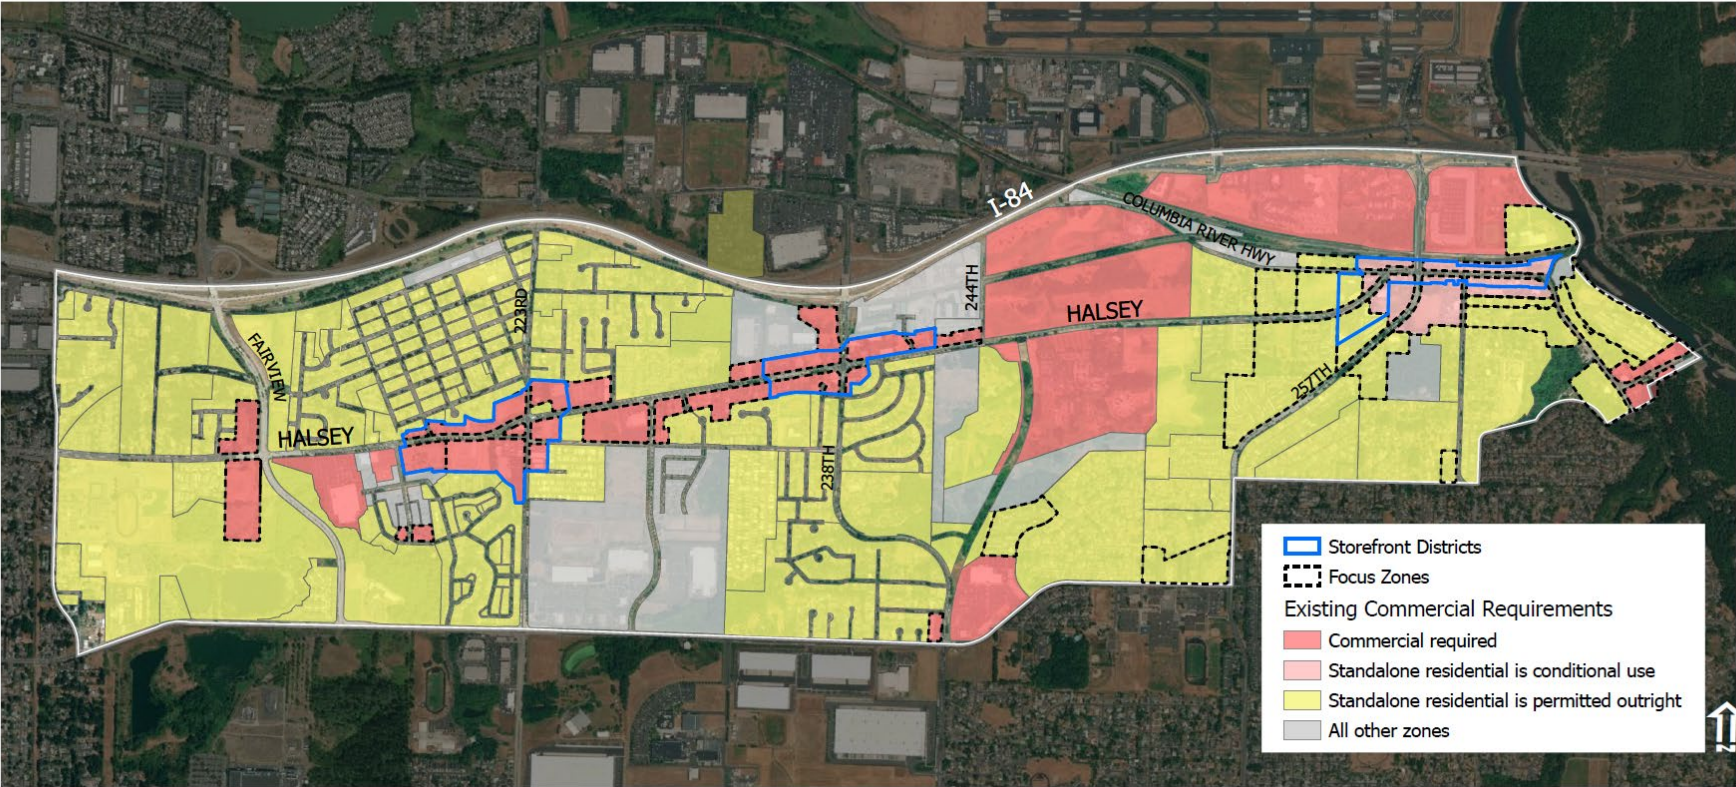 I-84
COLUMBIA RIVER HWY
244TH
HALSEY
223RD
FAIRVIEW
257TH
HALSEY
238TH
Storefront Districts
Focus Zones
Existing Commercial Requirements
Commercial required
Standalone residential is conditional use
Standalone residential is permitted outright
All other zones